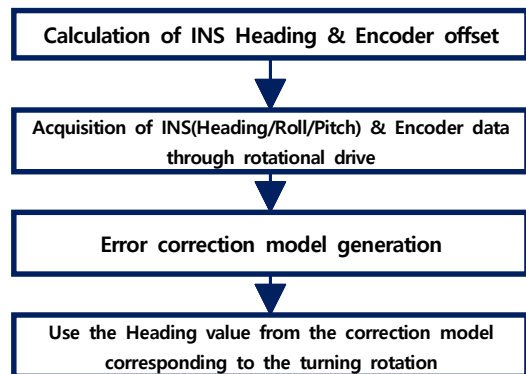 Calculation of INS Heading & Encoder offset
Acquisition of INS(Heading/Roll/Pitch) & Encoder data
through rotational drive
Error correction model generation
Use the Heading value from the correction model
corresponding to the turning rotation